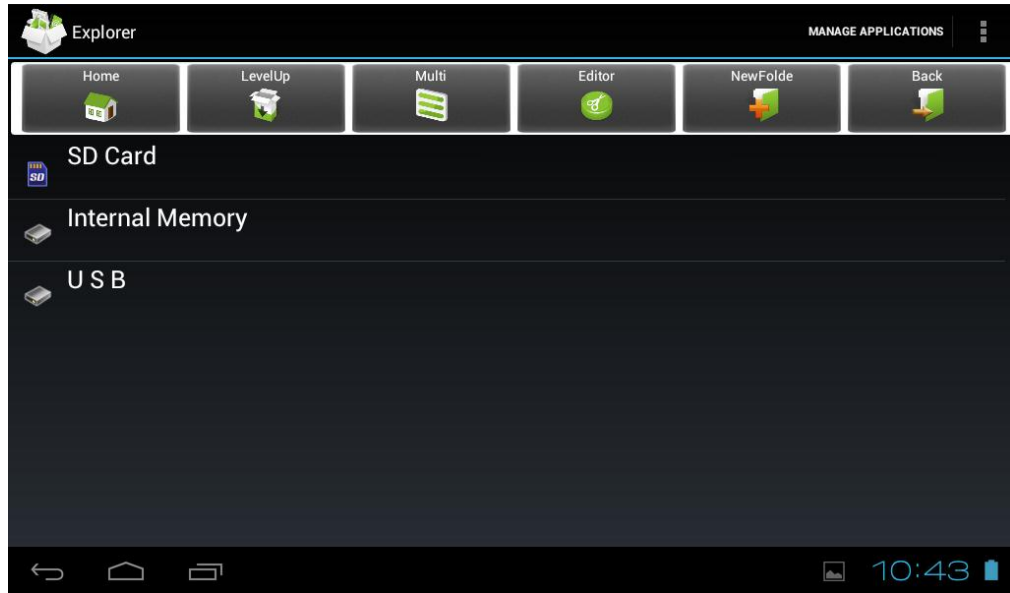 Explorer
MANAGE APPLICATIONS
Home LevelUp Multi Editor NewFolde Back
SD Card
SD
Internal Memory
U S B
10:43